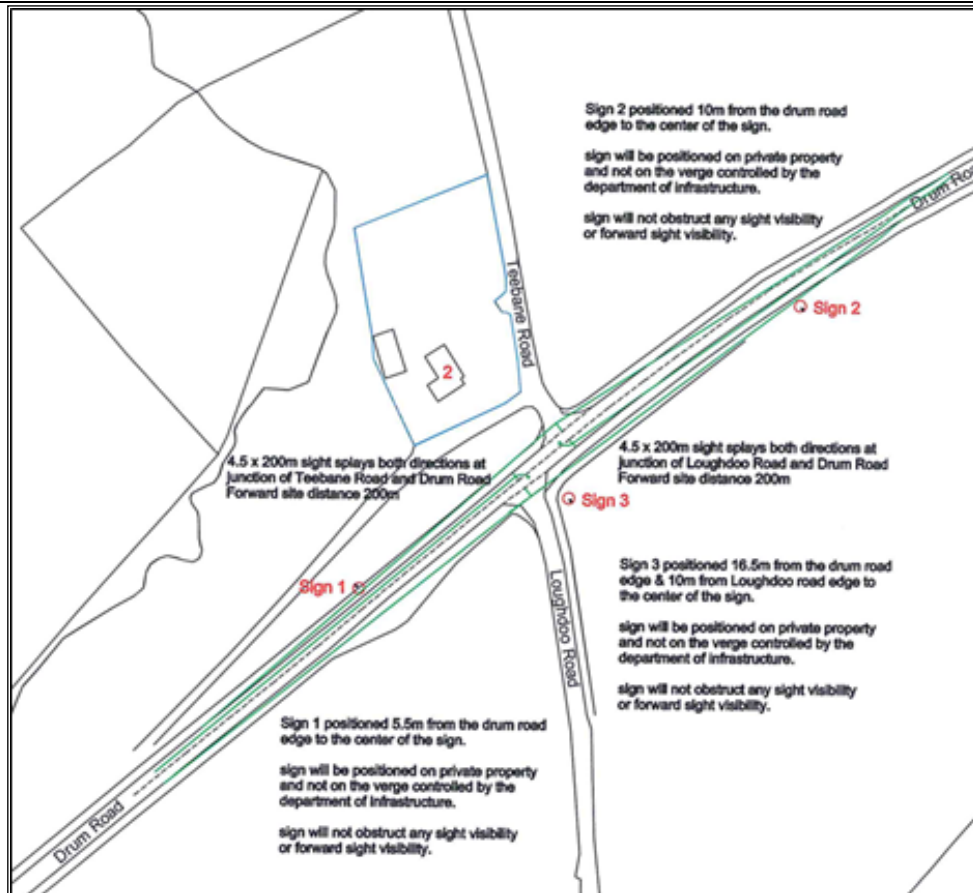 Sign 2 positioned 10m from the drum road
edge to the center of the sign.
sign will be positioned on private property
and not on the verge controlled by the
department of infrastructure.
sign will not obstruct any sight visibility
or forward sight visibility.
Drum Roa
Teebane Road
Sign 2
2
4.5 x 200m sight splays both directions at
junction of Teebane Road and Drum Road
Forward site distance 200m
4.5 x 200m sight splays both directions at
junction of Loughdoo Road and Drum Road
Forward site distance 200m
Sign 3
Sign 1
Loughdoo Road
Sign 3 positioned 16.5m from the drum road
edge & 10m from Loughdoo road edge to
the center of the sign.
sign will be positioned on private property
and not on the verge controlled by the
department of infrastructure.
sign will not obstruct any sight visibility
or forward sight visibility.
Sign 1 positioned 5.5m from the drum road
edge to the center of the sign.
sign will be positioned on private property
and not on the verge controlled by the
department of infrastructure.
sign will not obstruct any sight visibility
or forward sight visibility.
Drum Road